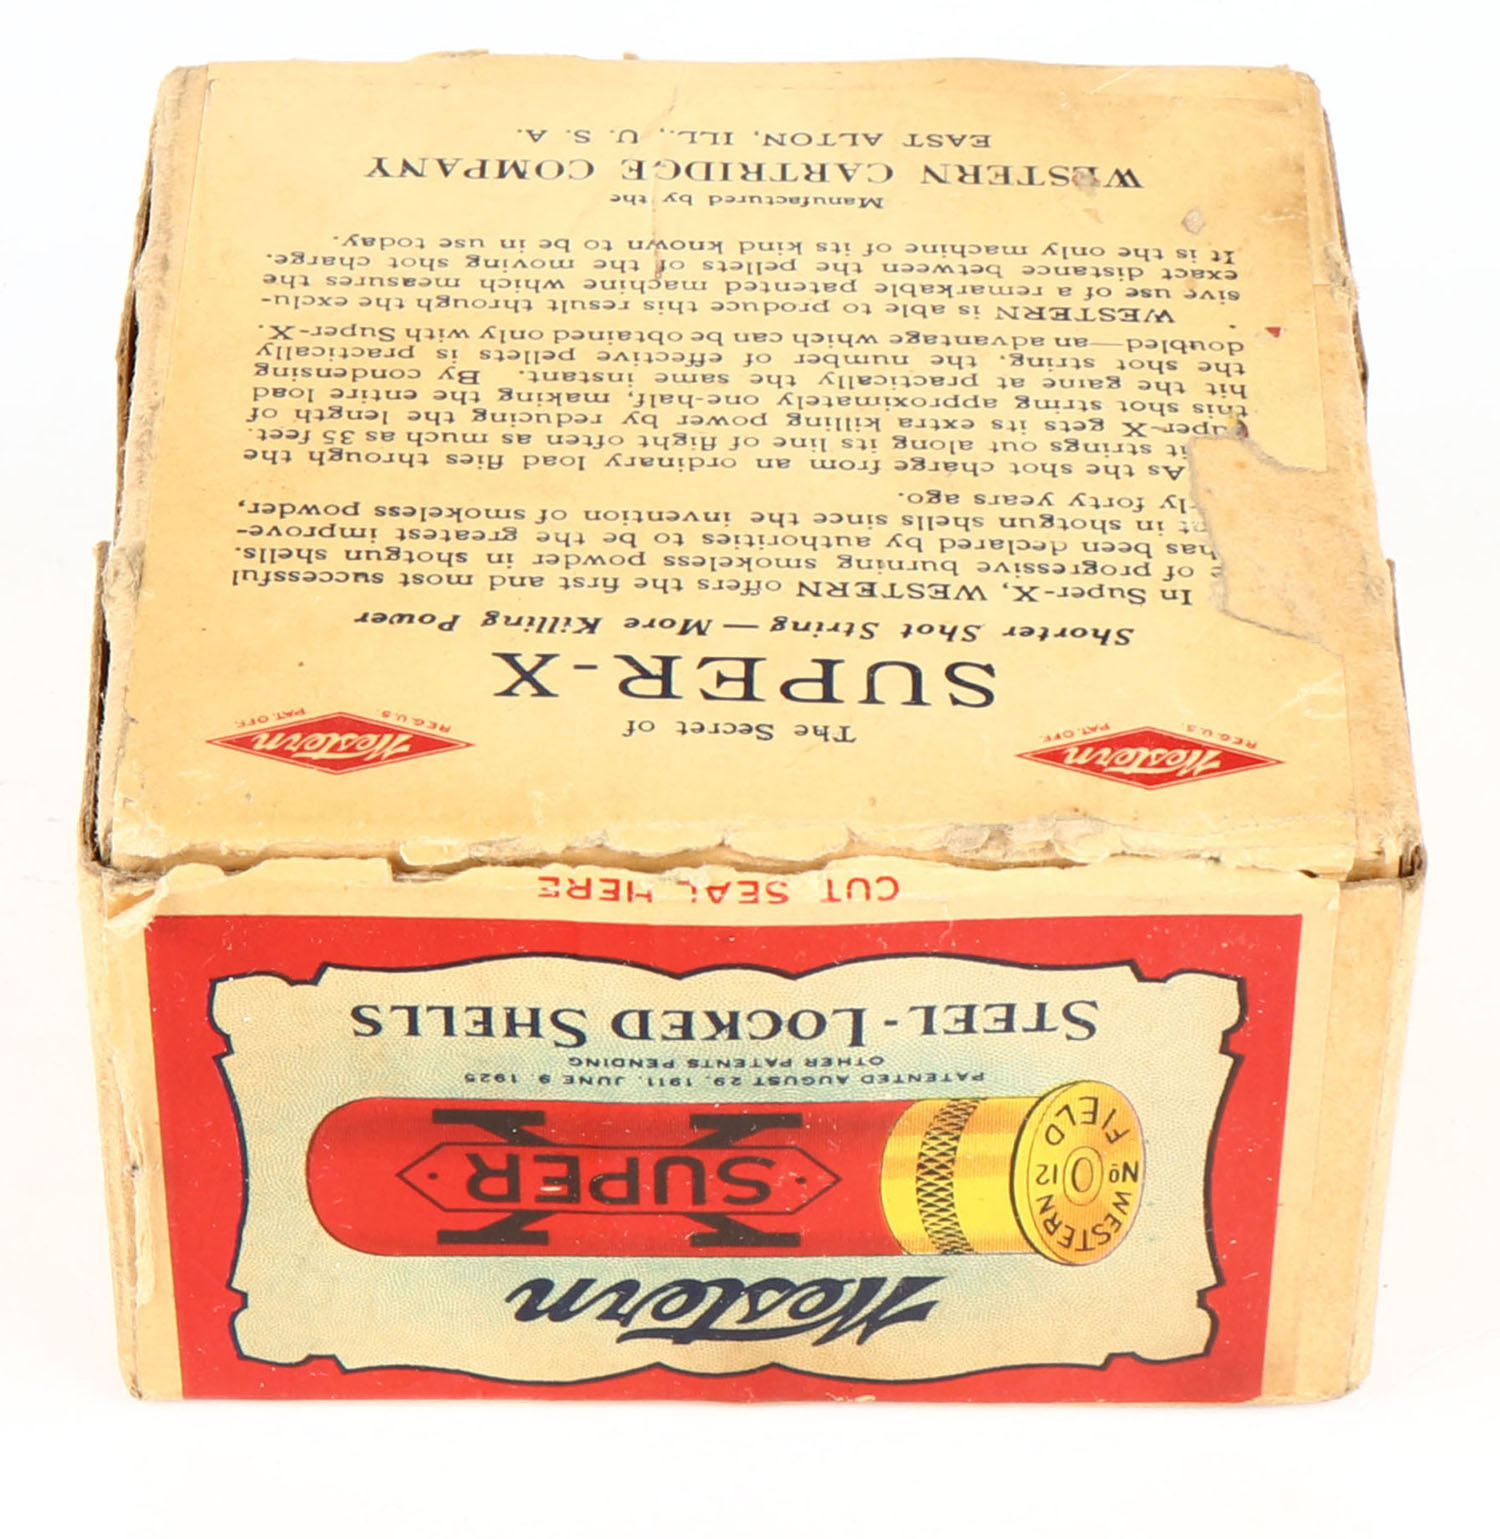 Western
REG. U.S. PAT. OFF.
Western
REG. U.S. PAT. OFF.
The Secret of
SUPER-X
Shorter Shot String — More Killing Power
In Super-X, WESTERN offers the first and most successful
of progressive burning smokeless powder in shotgun shells.
has been declared by authorities to be the greatest improve-
in shotgun shells since the invention of smokeless powder,
forty years ago.
As the shot charge from an ordinary load flies through the
it strings out along its line of flight often as much as 35 feet.
Super-X gets its extra killing power by reducing the length of
this shot string approximately one-half, making the entire load
hit the game at practically the same instant. By condensing
the shot string, the number of effective pellets is practically
doubled—an advantage which can be obtained only with Super-X.
WESTERN is able to produce this result through the exclu-
sive use of a remarkable patented machine which measures the
exact distance between the pellets of the moving shot charge.
It is the only machine of its kind known to be in use today.
Manufactured by the
WESTERN CARTRIDGE COMPANY
EAST ALTON, ILL., U. S. A.
Western
WESTERN
No 12
FIELD
SUPER
X
PATENTED AUGUST 29, 1911, JUNE 9 1925
OTHER PATENTS PENDING
STEEL-LOCKED SHELLS
CUT SEAL HERE